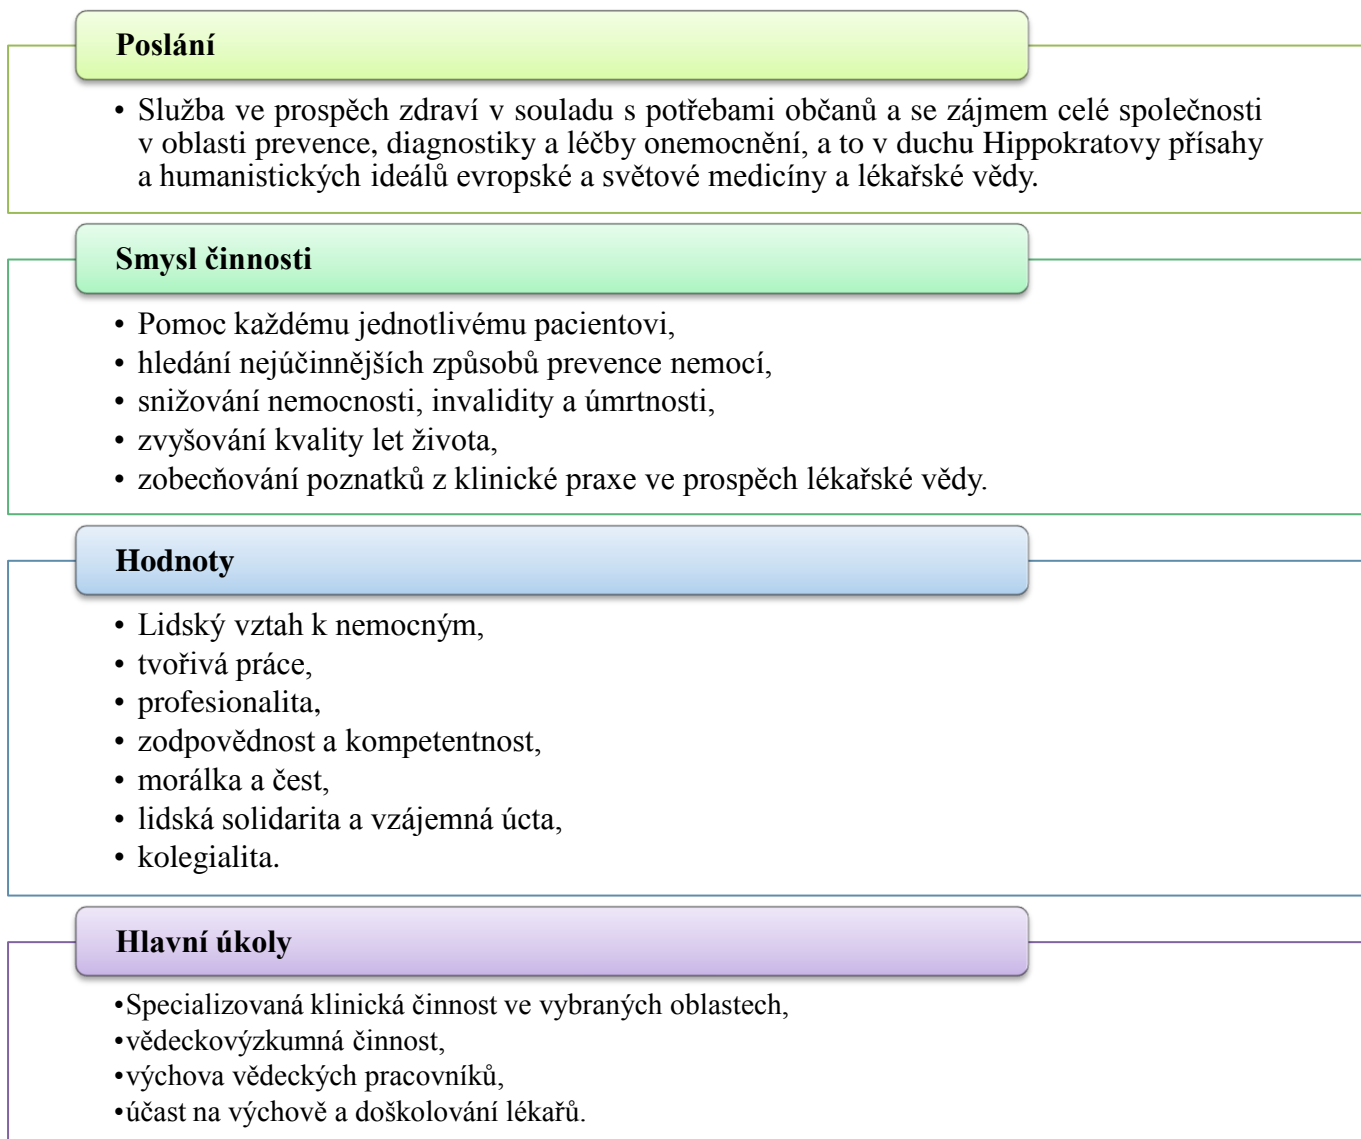 Poslání
• Služba ve prospěch zdraví v souladu s potřebami občanů a se zájmem celé společnosti
v oblasti prevence, diagnostiky a léčby onemocnění, a to v duchu Hippokratovy přísahy
a humanistických ideálů evropské a světové medicíny a lékařské vědy.
Smysl činnosti
• Pomoc každému jednotlivému pacientovi,
• hledání nejúčinnějších způsobů prevence nemocí,
• snižování nemocnosti, invalidity a úmrtnosti,
• zvyšování kvality let života,
• zobecňování poznatků z klinické praxe ve prospěch lékařské vědy.
Hodnoty
• Lidský vztah k nemocným,
• tvořivá práce,
• profesionalita,
• zodpovědnost a kompetentnost,
• morálka a čest,
• lidská solidarita a vzájemná úcta,
• kolegialita.
Hlavní úkoly
•Specializovaná klinická činnost ve vybraných oblastech,
•vědeckovýzkumná činnost,
•výchova vědeckých pracovníků,
•účast na výchově a doškolování lékařů.